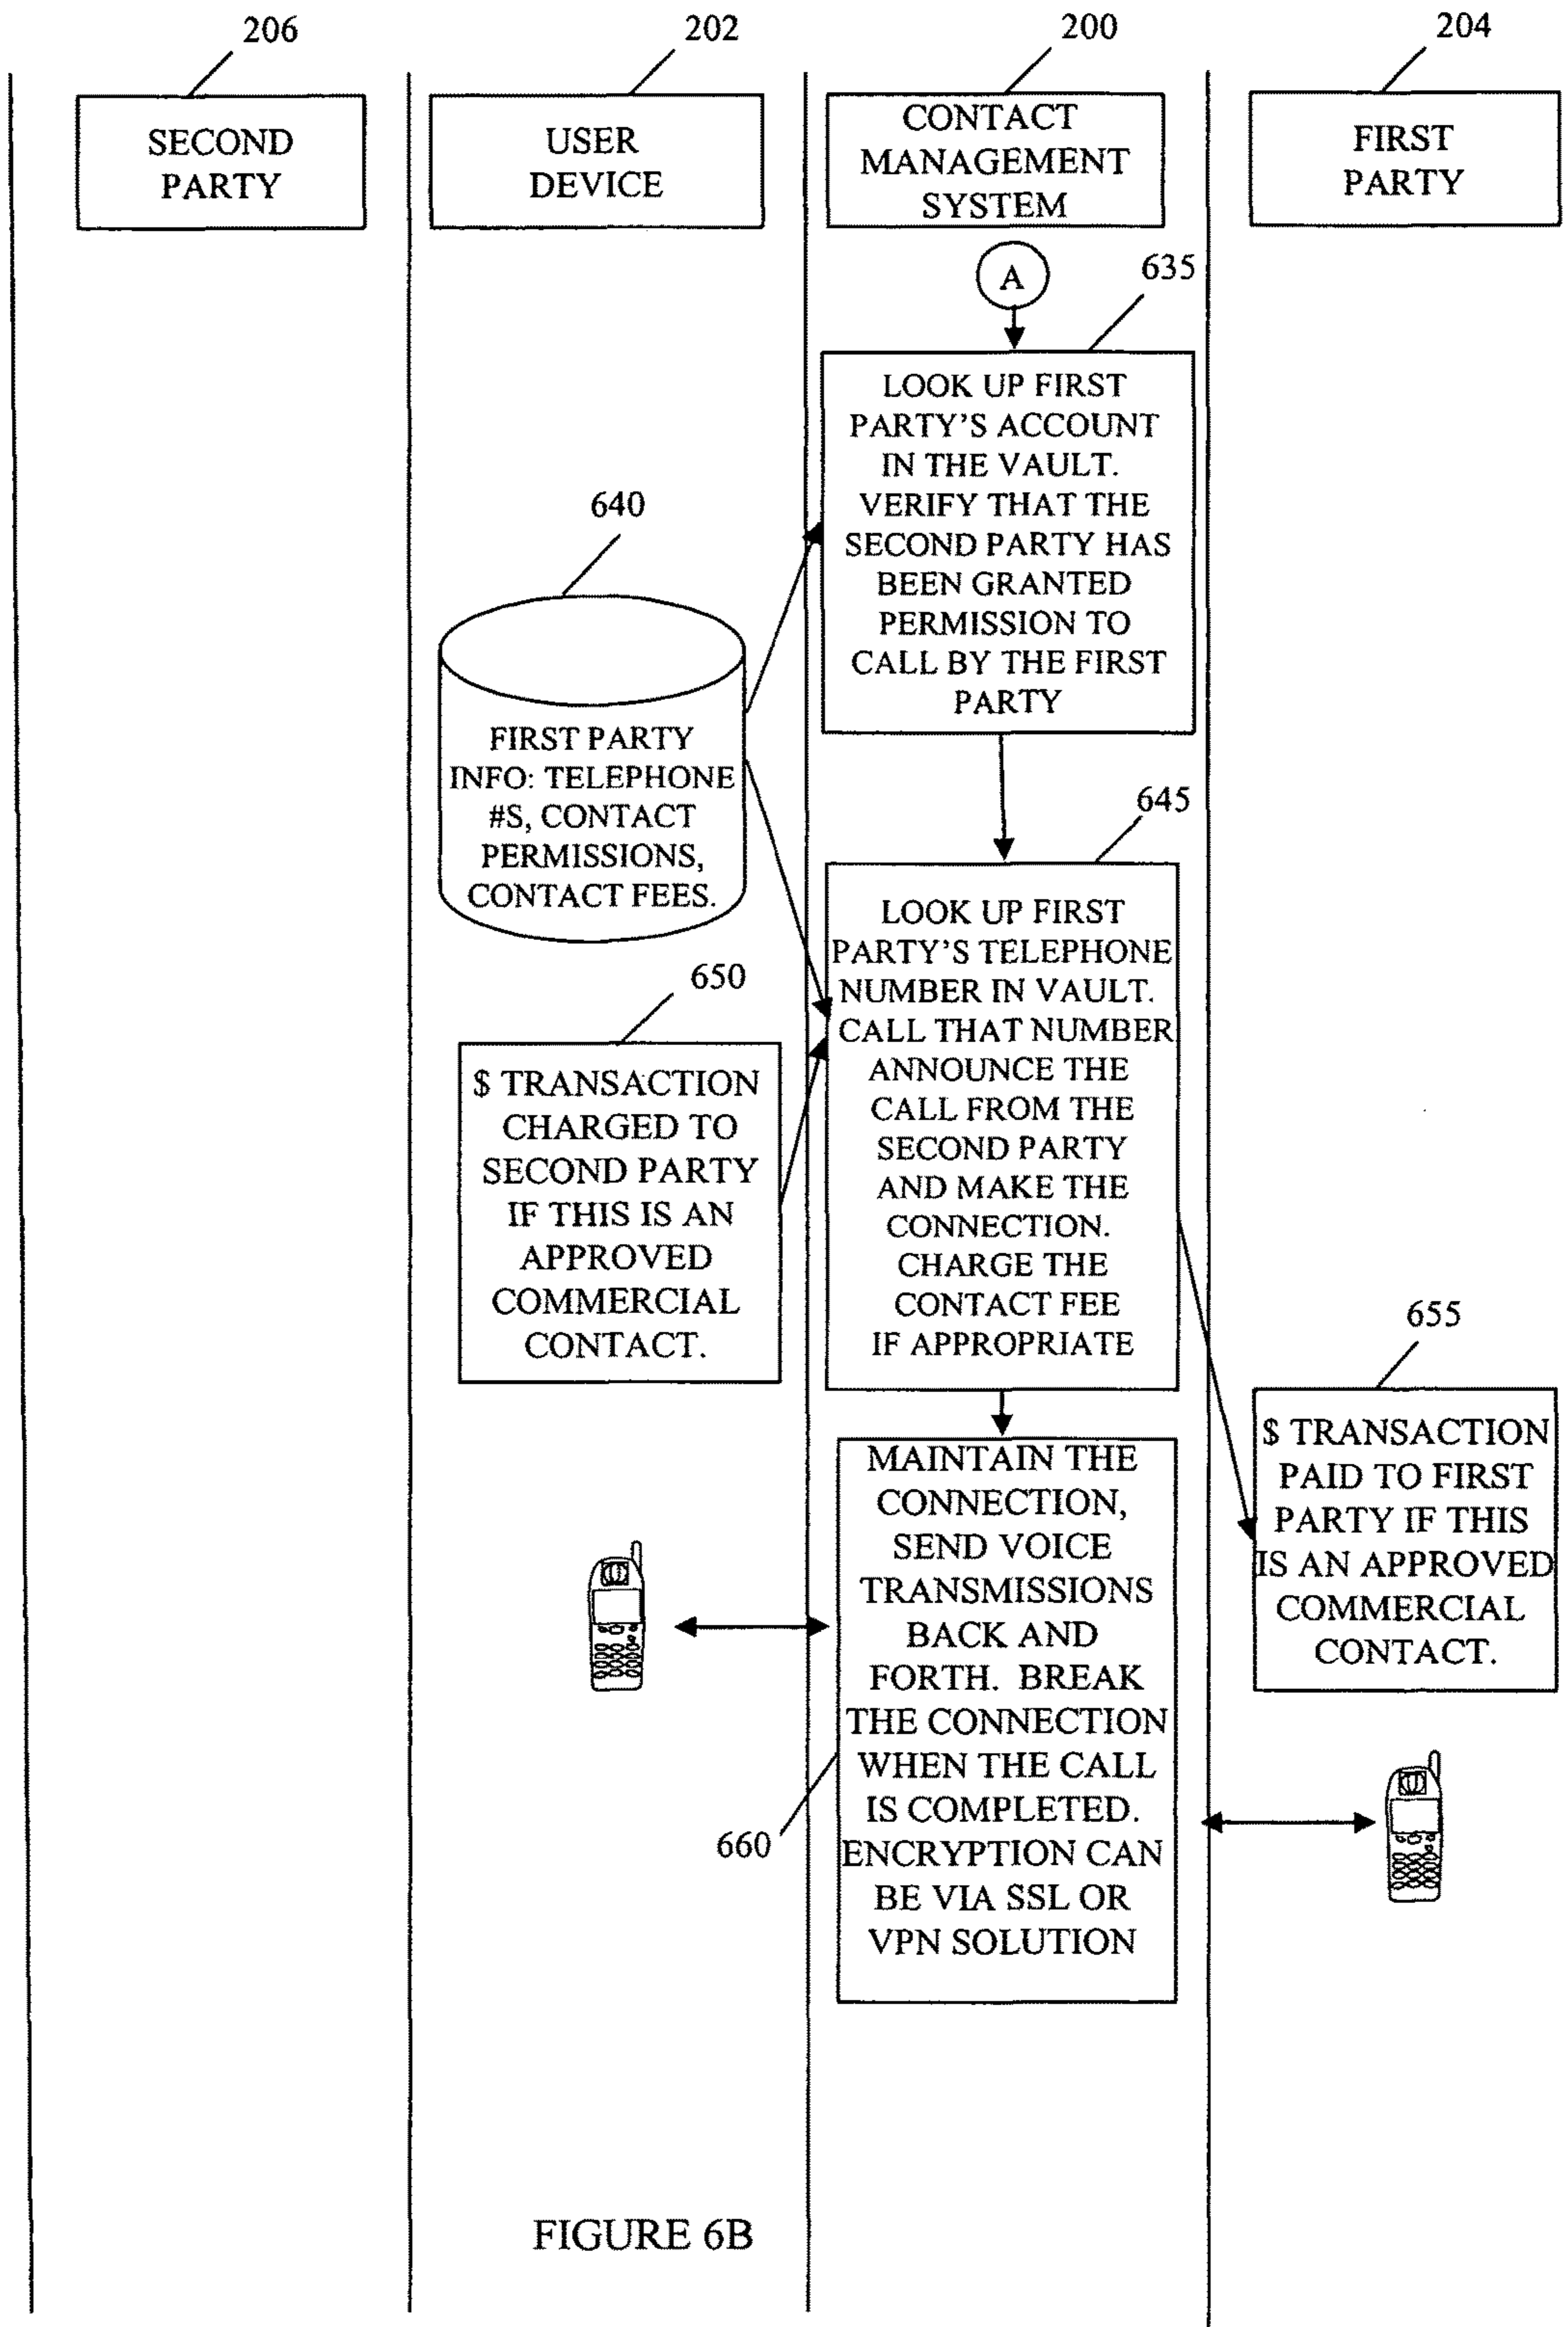 206
202
200
204
SECOND
PARTY
USER
DEVICE
CONTACT
MANAGEMENT
SYSTEM
FIRST
PARTY
A
635
LOOK UP FIRST
PARTY'S ACCOUNT
IN THE VAULT.
VERIFY THAT THE
SECOND PARTY HAS
BEEN GRANTED
PERMISSION TO
CALL BY THE FIRST
PARTY
640
FIRST PARTY
INFO: TELEPHONE
#S, CONTACT
PERMISSIONS,
CONTACT FEES.
645
LOOK UP FIRST
PARTY'S TELEPHONE
NUMBER IN VAULT.
CALL THAT NUMBER
ANNOUNCE THE
CALL FROM THE
SECOND PARTY
AND MAKE THE
CONNECTION.
CHARGE THE
CONTACT FEE
IF APPROPRIATE
650
$ TRANSACTION
CHARGED TO
SECOND PARTY
IF THIS IS AN
APPROVED
COMMERCIAL
CONTACT.
655
$ TRANSACTION
PAID TO FIRST
PARTY IF THIS
IS AN APPROVED
COMMERCIAL
CONTACT.
MAINTAIN THE
CONNECTION,
SEND VOICE
TRANSMISSIONS
BACK AND
FORTH. BREAK
THE CONNECTION
WHEN THE CALL
IS COMPLETED.
ENCRYPTION CAN
BE VIA SSL OR
VPN SOLUTION
660
FIGURE 6B